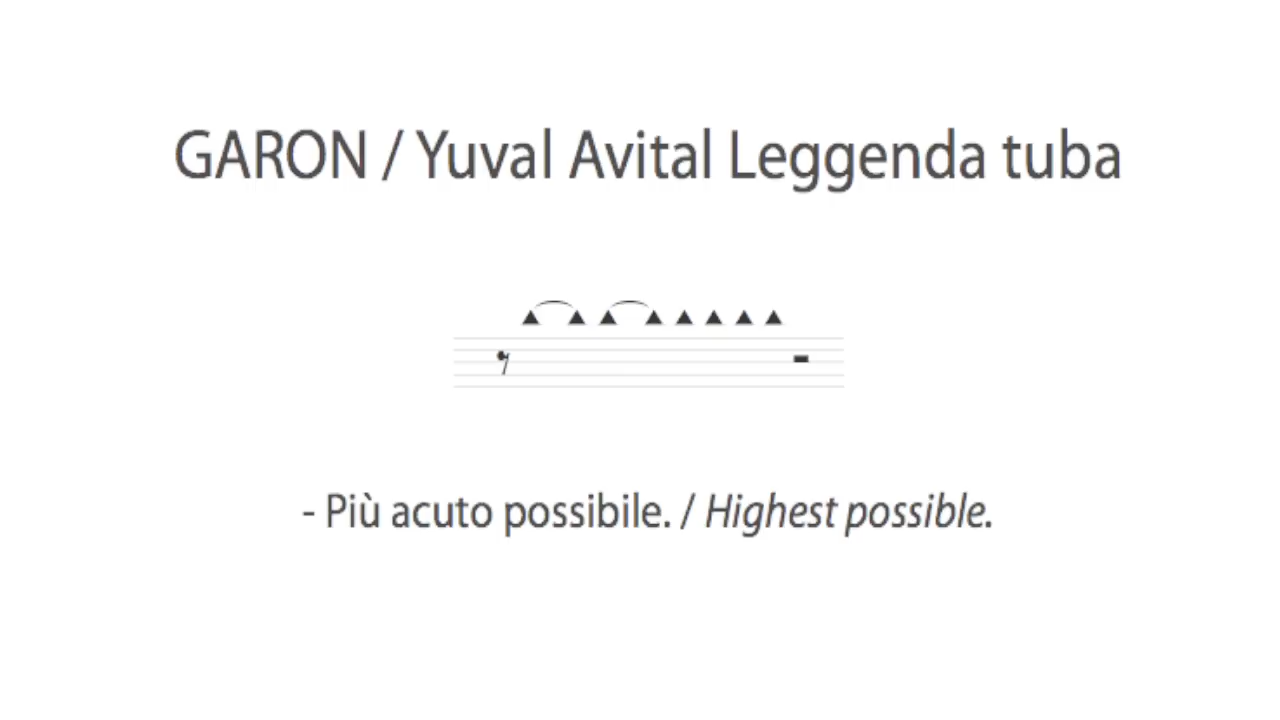 GARON / Yuval Avital Leggenda tuba
- Più acuto possibile. / Highest possible.